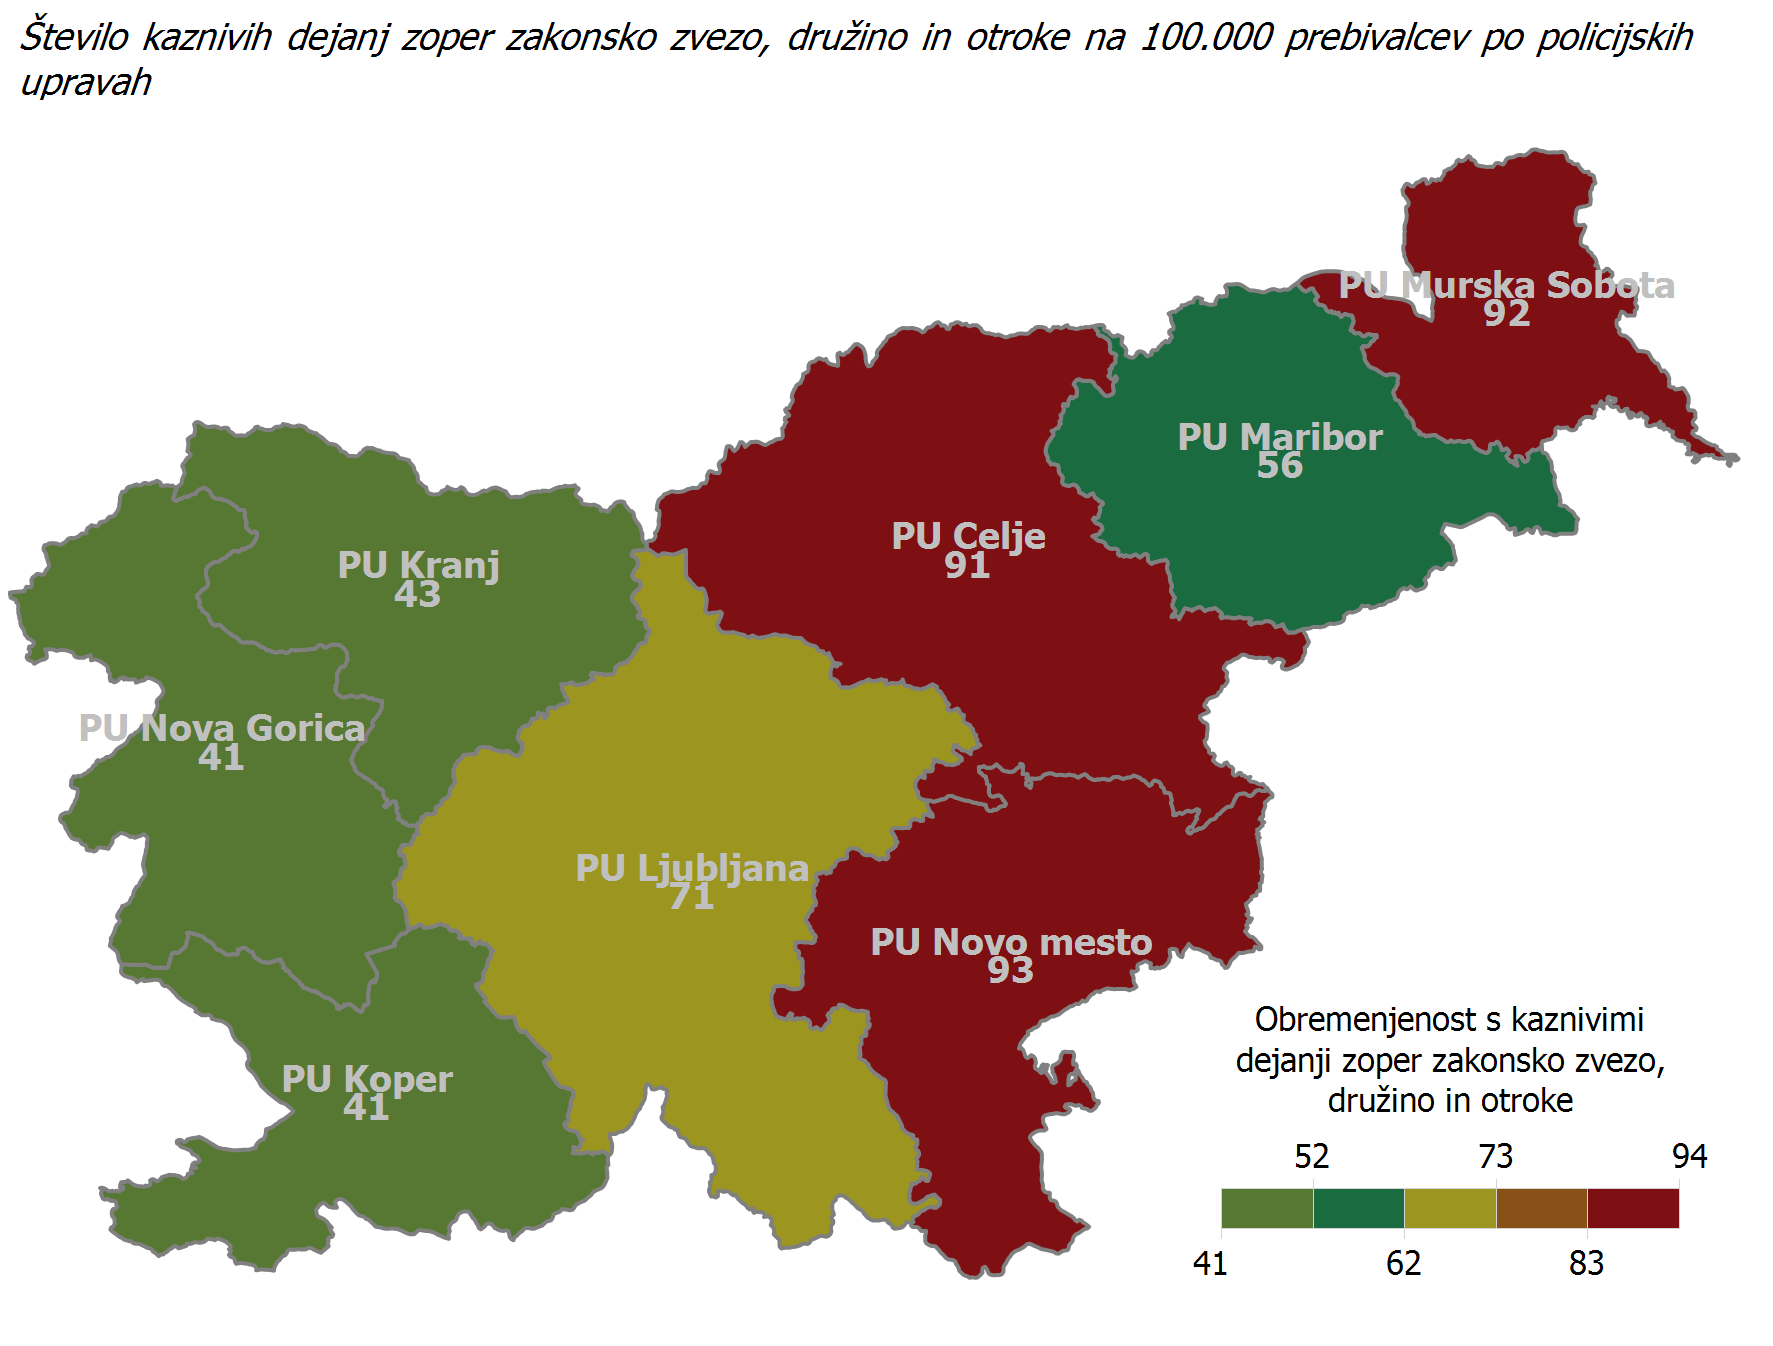 Število kaznivih dejanj zoper zakonsko zvezo, družino in otroke na 100.000 prebivalcev po policijskih
upravah
PU Murska Sobota
92
PU Maribor
56
PU Celje
91
PU Kranj
43
PU Nova Gorica
41
PU Ljubljana
71
PU Novo mesto
93
PU Koper
41
Obremenjenost s kaznivimi
dejanji zoper zakonsko zvezo,
družino in otroke
52 73 94
41 62 83